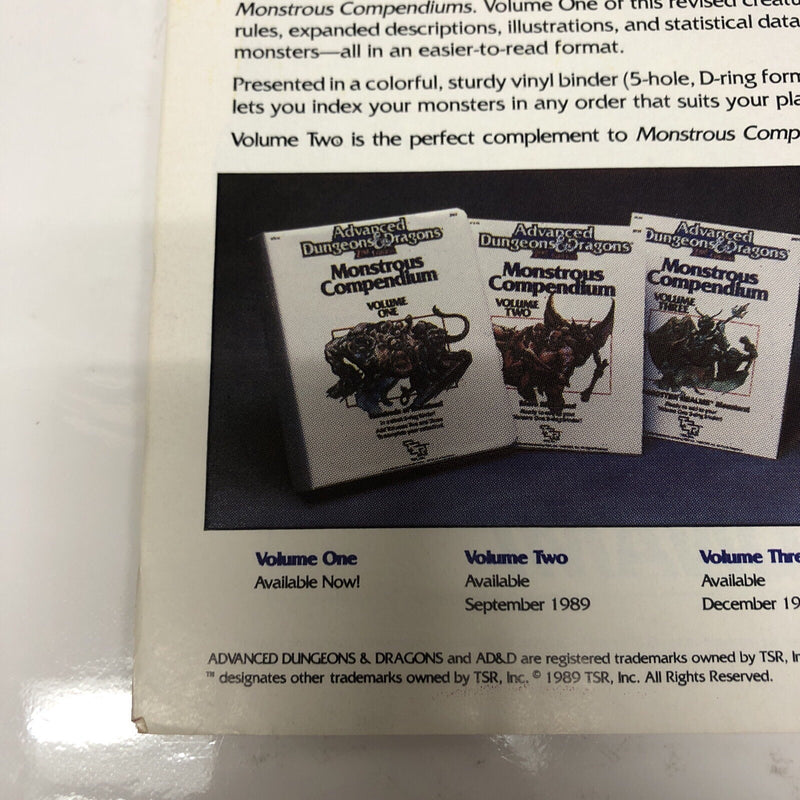 Monstrous Compendiums. Volume One of this revised
rules, expanded descriptions, illustrations, and statistical data
monsters—all in an easier-to-read format.
Presented in a colorful, sturdy vinyl binder (5-hole, D-ring
lets you index your monsters in any order that suits your
Volume Two is the perfect complement to Monstrous Comp
Advanced
Dungeons & Dragons
Monstrous
Compendium
VOLUME
ONE
Advanced
Dungeons & Dragons
Monstrous
Compendium
VOLUME
TWO
Advanced
Dungeons & Dragons
Monstrous
Compendium
VOLUME
THREE
Volume One
Available Now!
Volume Two
Available
September 1989
Volume Thre
Available
December 19
ADVANCED DUNGEONS & DRAGONS and AD&D are registered trademarks owned by TSR, In
™ designates other trademarks owned by TSR, Inc. © 1989 TSR, Inc. All Rights Reserved.